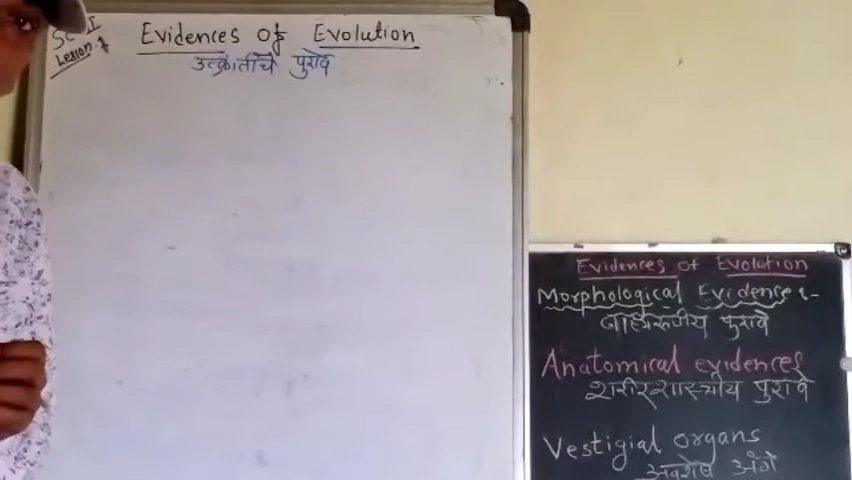 Sc I
Lesson 1
Evidences of Evolution
उत्क्रांतीचे पुरावे
Evidences of Evolution
Morphological Evidence :-
बाह्यरूपीय पुरावे
Anatomical evidences
शरीरशास्त्रीय पुरावे
Vestigial organs
अवशेष अंगे